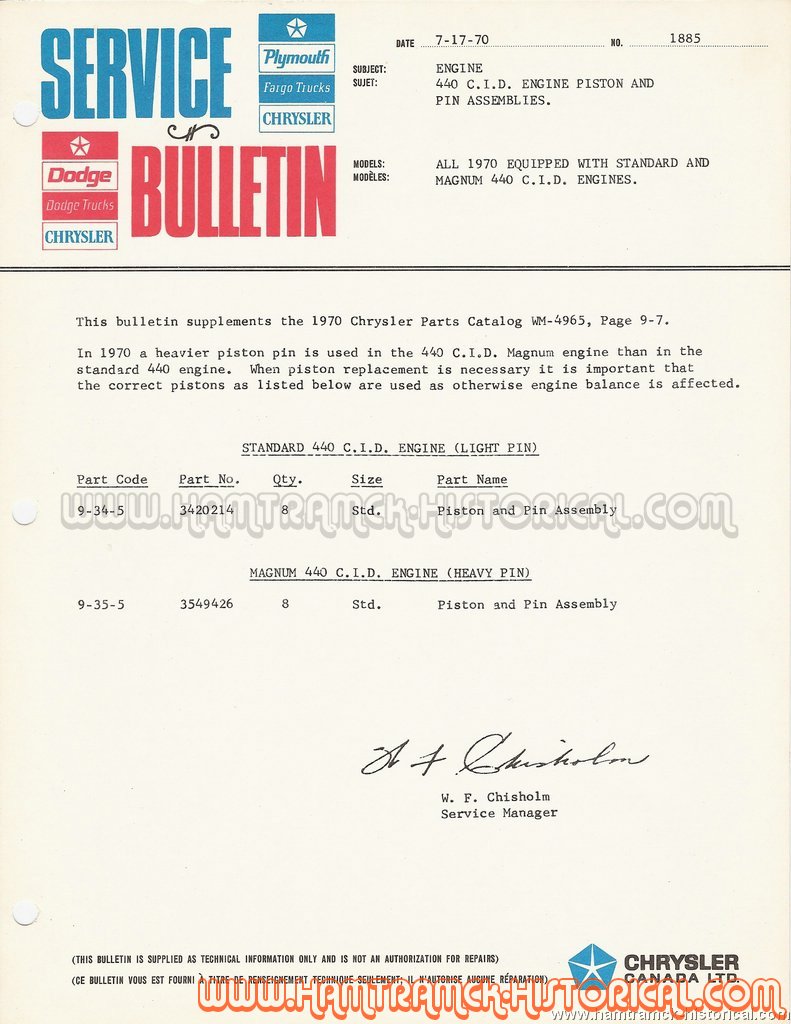 SERVICE
BULLETIN
Plymouth
Fargo Trucks
CHRYSLER
Dodge
Dodge Trucks
CHRYSLER
DATE 7-17-70 NO. 1885
SUBJECT: ENGINE
SUJET: 440 C.I.D. ENGINE PISTON AND
PIN ASSEMBLIES.
MODELS: ALL 1970 EQUIPPED WITH STANDARD AND
MODÈLES: MAGNUM 440 C.I.D. ENGINES.
This bulletin supplements the 1970 Chrysler Parts Catalog WM-4965, Page 9-7.
In 1970 a heavier piston pin is used in the 440 C.I.D. Magnum engine than in the
standard 440 engine. When piston replacement is necessary it is important that
the correct pistons as listed below are used as otherwise engine balance is affected.
STANDARD 440 C.I.D. ENGINE (LIGHT PIN)
Part Code Part No. Qty. Size Part Name
9-34-5 3420214 8 Std. Piston and Pin Assembly
www.Hamtramck-Historical.com
MAGNUM 440 C.I.D. ENGINE (HEAVY PIN)
9-35-5 3549426 8 Std. Piston and Pin Assembly
W F Chisholm
W. F. Chisholm
Service Manager
(THIS BULLETIN IS SUPPLIED AS TECHNICAL INFORMATION ONLY AND IS NOT AN AUTHORIZATION FOR REPAIRS)
(CE BULLETIN VOUS EST FOURNI À TITRE DE RENSEIGNEMENT TECHNIQUE SEULEMENT; IL N'AUTORISE AUCUNE RÉPARATION)
CHRYSLER
CANADA LTD.
www.Hamtramck-Historical.com
www.hamtramck-historical.com